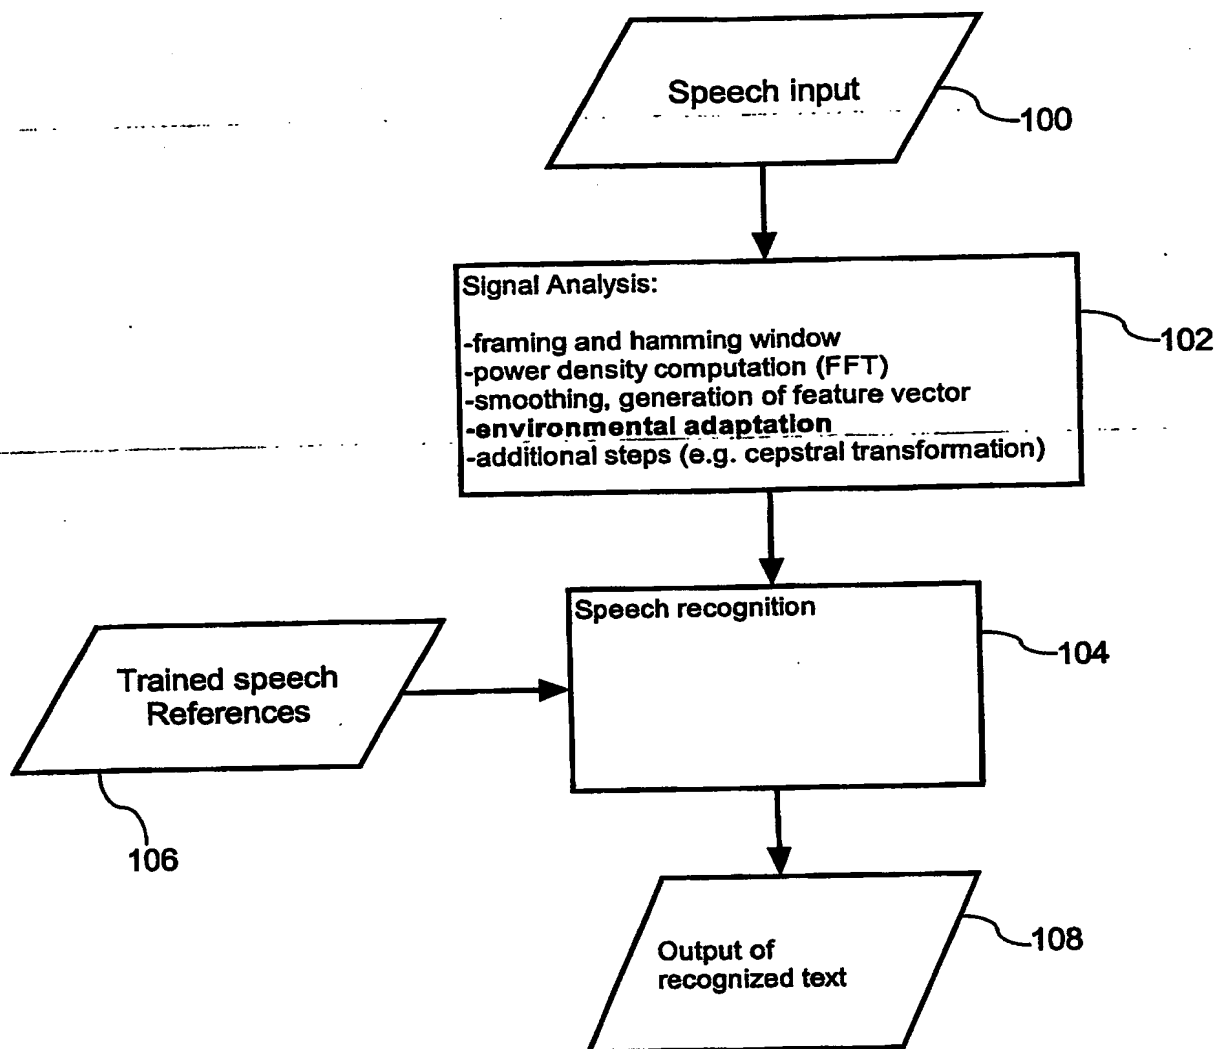 Speech input
100
Signal Analysis:
-framing and hamming window
-power density computation (FFT)
-smoothing, generation of feature vector
-environmental adaptation
-additional steps (e.g. cepstral transformation)
102
Speech recognition
104
Trained speech
References
106
Output of
recognized text
108